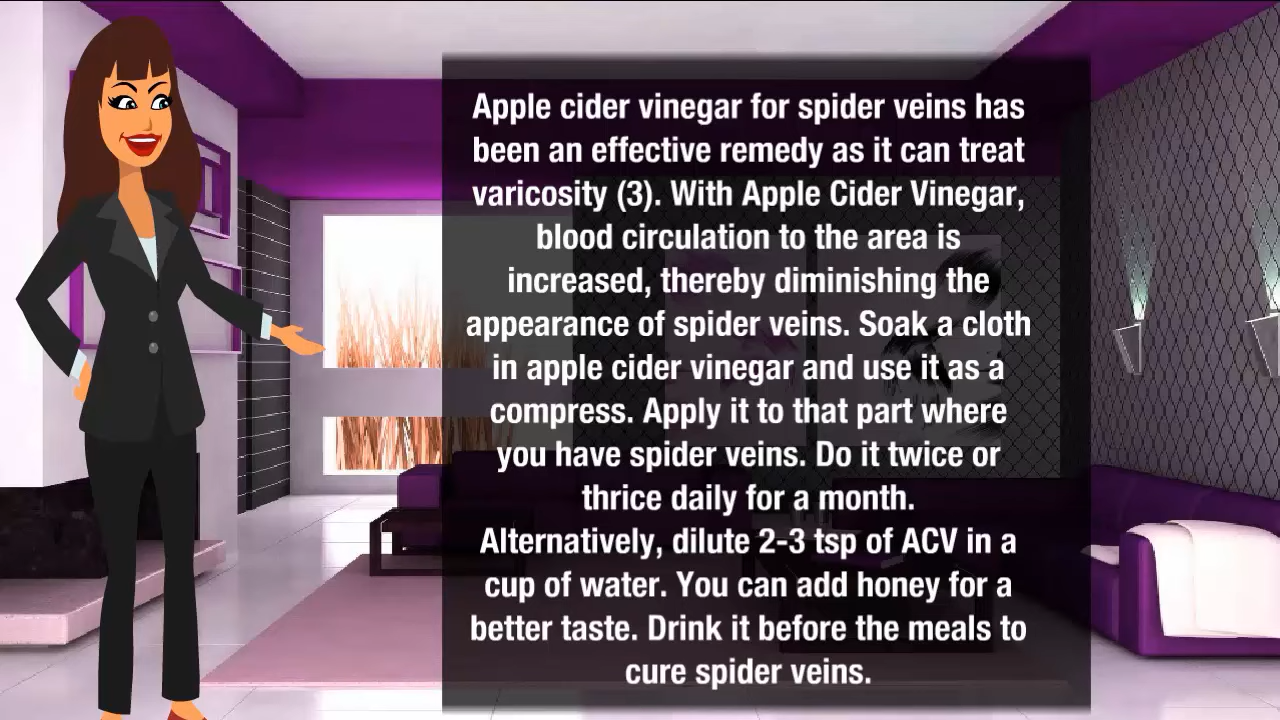 Apple cider vinegar for spider veins has
been an effective remedy as it can treat
varicosity (3). With Apple Cider Vinegar,
blood circulation to the area is
increased, thereby diminishing the
appearance of spider veins. Soak a cloth
in apple cider vinegar and use it as a
compress. Apply it to that part where
you have spider veins. Do it twice or
thrice daily for a month.
Alternatively, dilute 2-3 tsp of ACV in a
cup of water. You can add honey for a
better taste. Drink it before the meals to
cure spider veins.